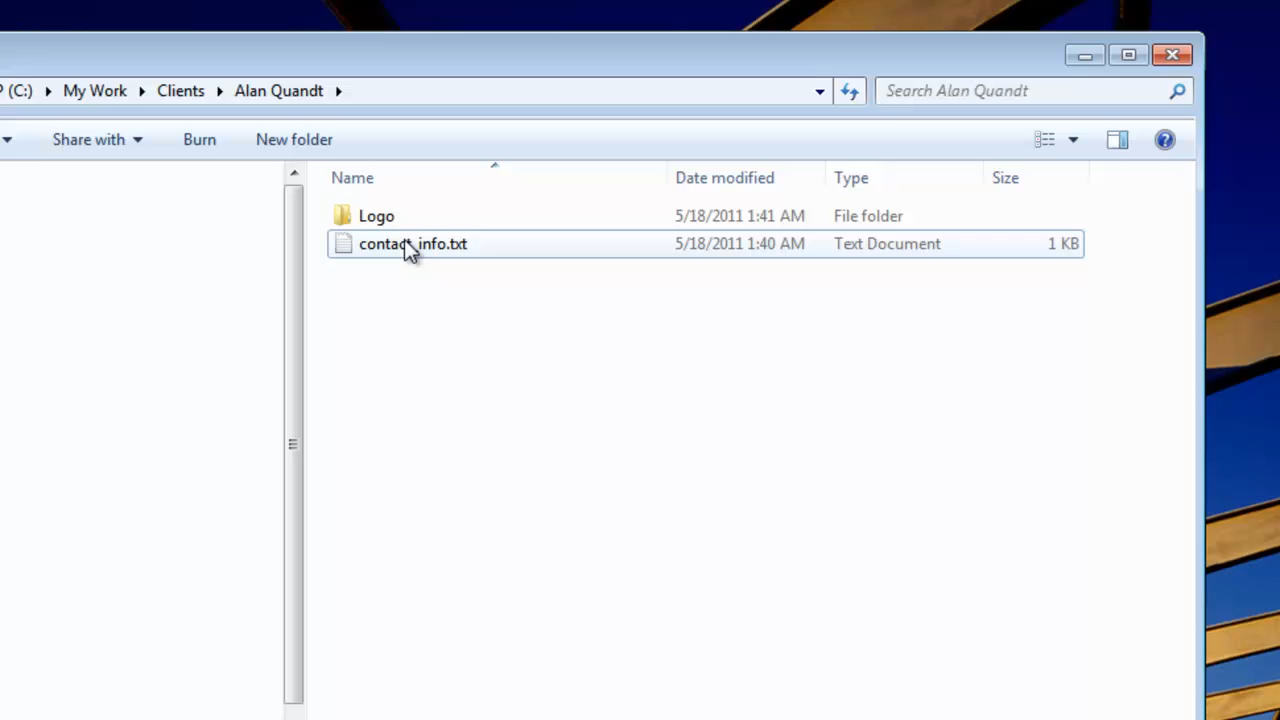 P (C:) My Work Clients Alan Quandt Search Alan Quandt
Share with Burn New folder
Name Date modified Type Size
Logo 5/18/2011 1:41 AM File folder
contact_info.txt 5/18/2011 1:40 AM Text Document 1 KB